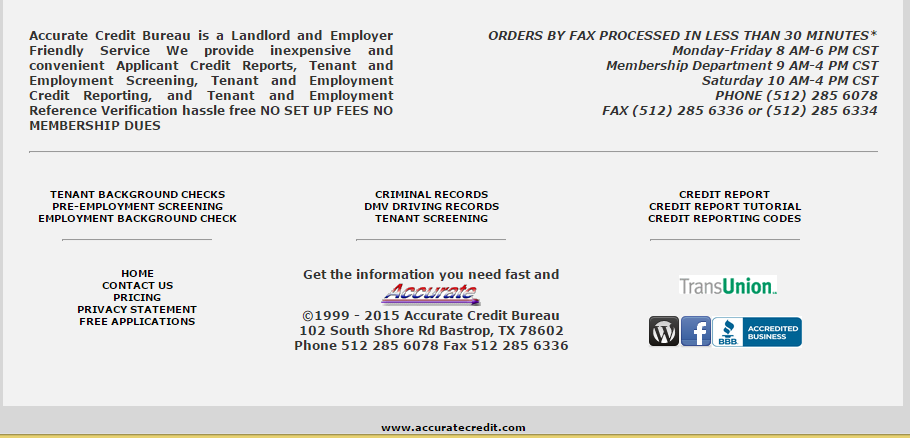 Accurate Credit Bureau is a Landlord and Employer
Friendly Service We provide inexpensive and
convenient Applicant Credit Reports, Tenant and
Employment Screening, Tenant and Employment
Credit Reporting, and Tenant and Employment
Reference Verification hassle free NO SET UP FEES NO
MEMBERSHIP DUES
ORDERS BY FAX PROCESSED IN LESS THAN 30 MINUTES*
Monday-Friday 8 AM-6 PM CST
Membership Department 9 AM-4 PM CST
Saturday 10 AM-4 PM CST
PHONE (512) 285 6078
FAX (512) 285 6336 or (512) 285 6334
TENANT BACKGROUND CHECKS
PRE-EMPLOYMENT SCREENING
EMPLOYMENT BACKGROUND CHECK
CRIMINAL RECORDS
DMV DRIVING RECORDS
TENANT SCREENING
CREDIT REPORT
CREDIT REPORT TUTORIAL
CREDIT REPORTING CODES
HOME
CONTACT US
PRICING
PRIVACY STATEMENT
FREE APPLICATIONS
Get the information you need fast and
Accurate
©1999 - 2015 Accurate Credit Bureau
102 South Shore Rd Bastrop, TX 78602
Phone 512 285 6078 Fax 512 285 6336
TransUnion
BBB
ACCREDITED
BUSINESS
www.accuratecredit.com